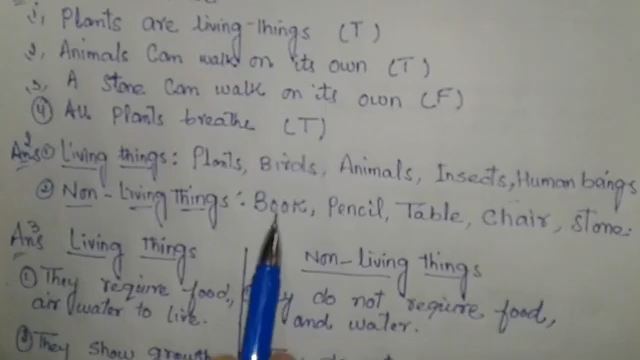 1, Plants are living-things (T)
2, Animals Can walk on its own (T)
3, A Stone Can walk on its own (F)
④ All Plants breathe (T)
Ans 2 ① Living things: Plants, Birds, Animals, Insects, Human beings
② Non-Living Things: Book, Pencil, Table, Chair, Stone.
Ans 3 Living things
Non-Living things
① They require food, air water to live.
do not require food, and water.
② They show growth